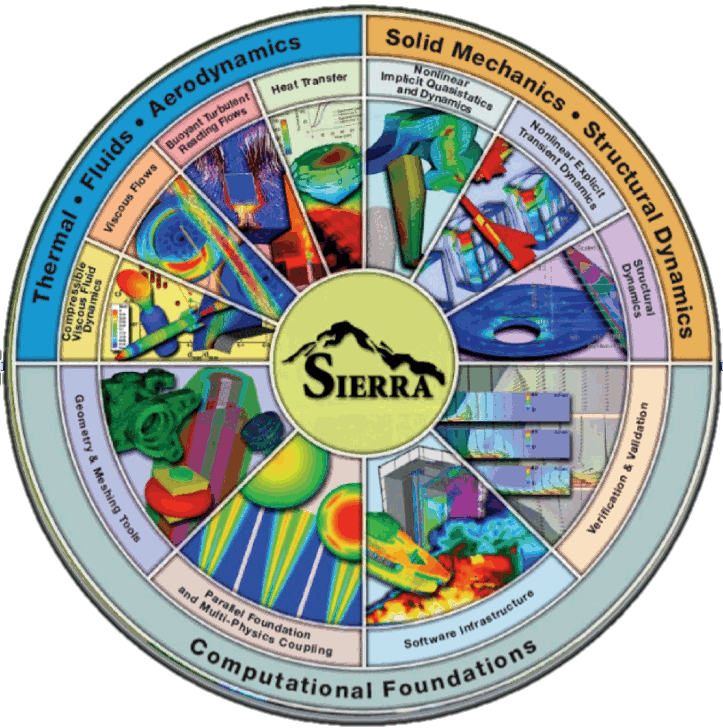 Thermal • Fluids • Aerodynamics
Solid Mechanics • Structural Dynamics
Heat Transfer
Buoyant Turbulent
Reacting Flows
Viscous Flows
Compressible
Viscous Fluid
Dynamics
Nonlinear
Implicit Quasistatics
and Dynamics
Nonlinear Explicit
Transient Dynamics
Structural
Dynamics
SIERRA
Geometry & Meshing Tools
Parallel Foundation
and Multi-Physics Coupling
Software Infrastructure
Verification & Validation
Computational Foundations